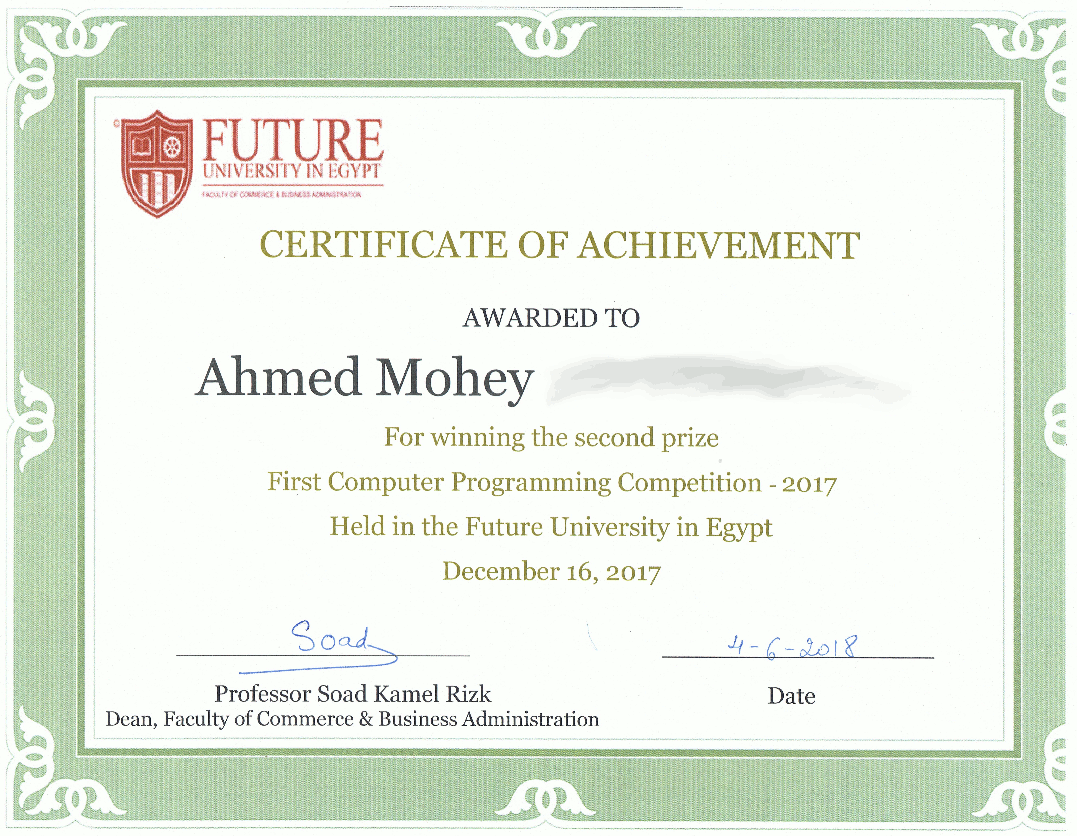 ©
FUTURE
UNIVERSITY IN EGYPT
FACULTY OF COMMERCE & BUSINESS ADMINISTRATION
CERTIFICATE OF ACHIEVEMENT
AWARDED TO
Ahmed Mohey
For winning the second prize
First Computer Programming Competition - 2017
Held in the Future University in Egypt
December 16, 2017
Soad
4-6-2018
Professor Soad Kamel Rizk
Date
Dean, Faculty of Commerce & Business Administration